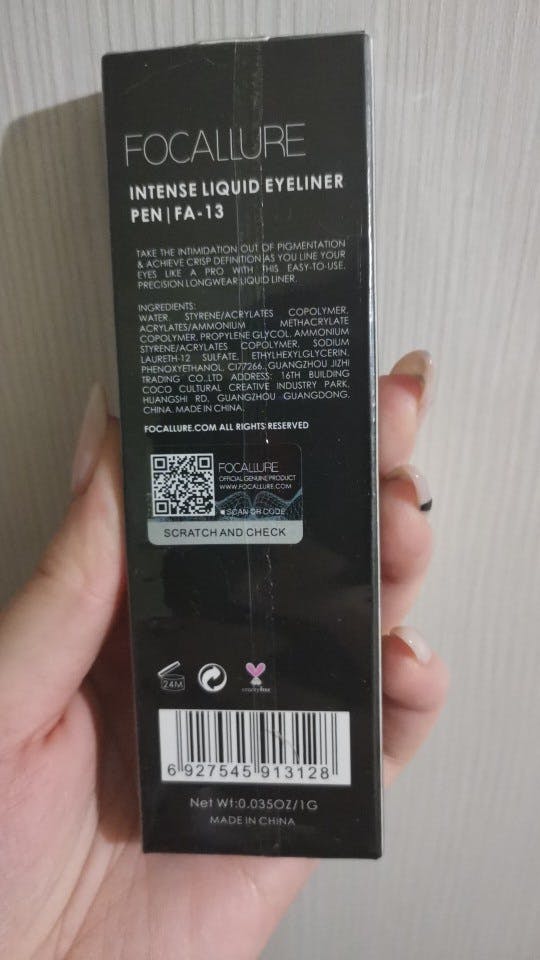 FOCALLURE
INTENSE LIQUID EYELINER
PEN | FA-13
TAKE THE INTIMIDATION OUT OF PIGMENTATION
& ACHIEVE CRISP DEFINITION AS YOU LINE YOUR
EYES LIKE A PRO WITH THIS EASY-TO-USE.
PRECISION LONGWEAR LIQUID LINER.
INGREDIENTS:
WATER, STYRENE/ACRYLATES COPOLYMER,
ACRYLATES/AMMONIUM METHACRYLATE
COPOLYMER, PROPYLENE GLYCOL, AMMONIUM
STYRENE/ACRYLATES COPOLYMER, SODIUM
LAURETH-12 SULFATE, ETHYLHEXYLGLYCERIN,
PHENOXYETHANOL, CI77266, GUANGZHOU JIZHI
TRADING CO.,LTD ADDRESS: 16TH BUILDING
COCO CULTURAL CREATIVE INDUSTRY PARK,
HUANGSHI RD, GUANGZHOU GUANGDONG,
CHINA. MADE IN CHINA.
FOCALLURE.COM ALL RIGHTS RESERVED
FOCALLURE
OFFICIAL GENUINE PRODUCT
WWW.FOCALLURE.COM
SCAN QR CODE
SCRATCH AND CHECK
24M
crueltyfree
6 927545 913128
Net Wt:0.035OZ/1G
MADE IN CHINA